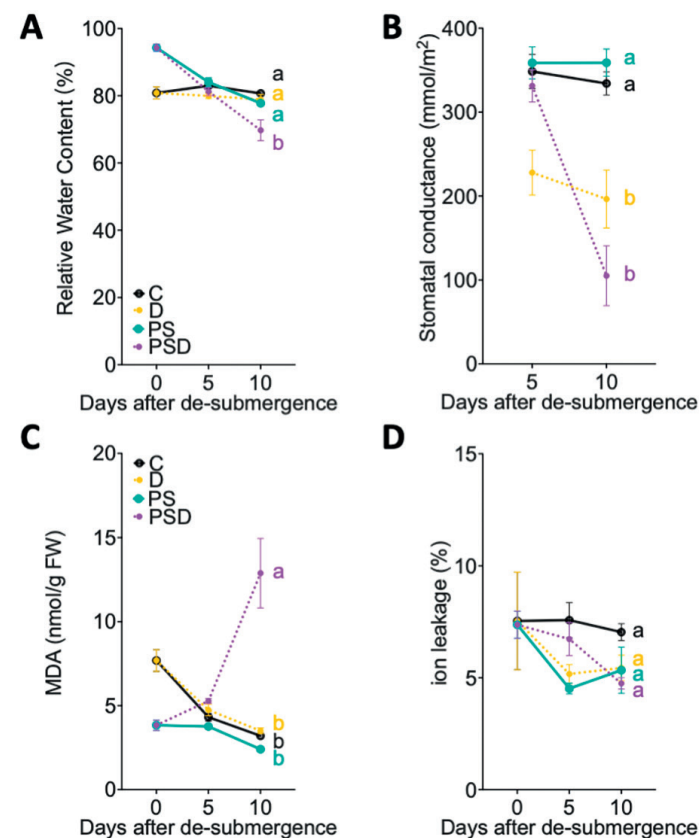 A
Relative Water Content (%)
100
80
60
40
20
0
a
a
a
b
C
D
PS
PSD
0 5 10
Days after de-submergence
B
Stomatal conductance (mmol/m²)
400
300
200
100
0
a
a
b
b
5 10
Days after de-submergence
C
MDA (nmol/g FW)
20
15
10
5
0
C
D
PS
PSD
a
b
b
b
0 5 10
Days after de-submergence
D
ion leakage (%)
15
10
5
0
a
a
a
a
0 5 10
Days after de-submergence